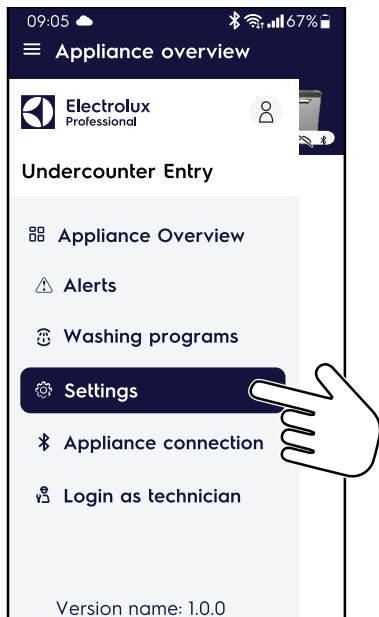 09:05 67%
Appliance overview
Electrolux
Professional
Undercounter Entry
Appliance Overview
Alerts
Washing programs
Settings
Appliance connection
Login as technician
Version name: 1.0.0